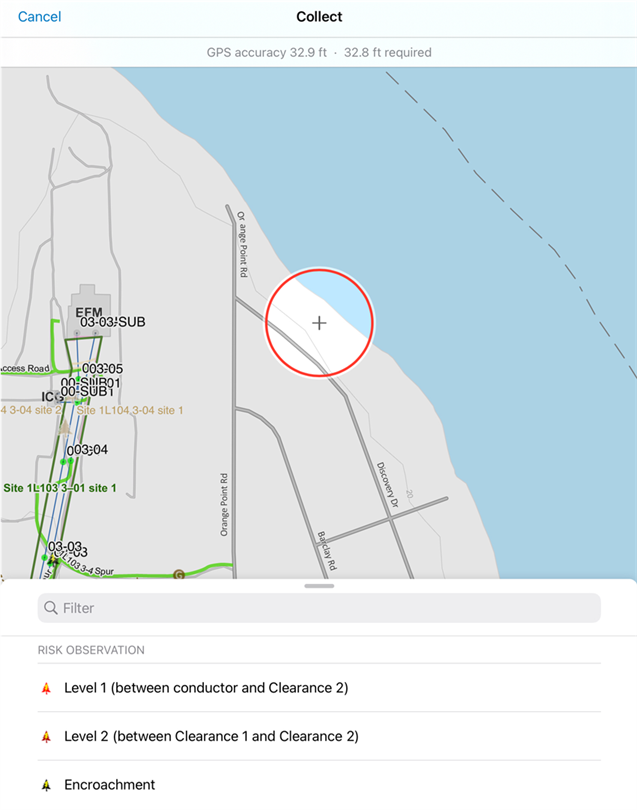 Cancel
Collect
GPS accuracy 32.9 ft · 32.8 ft required
Or ange Point Rd
EFM
03-03/SUB
Access Road
003-05
00-SUB01
00-SUB1
4 3-04 site 2
Site 1L104 3-04 site 1
03-04
Site 1L103 3-01 site 1
Orange Point Rd
Discovery Dr
20
Barclay Rd
03-03
1L103 3-4 Spur
G
Filter
RISK OBSERVATION
Level 1 (between conductor and Clearance 2)
Level 2 (between Clearance 1 and Clearance 2)
Encroachment